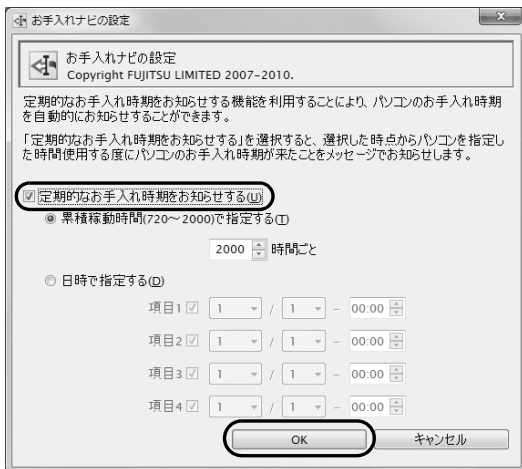 お手入れナビの設定
お手入れナビの設定
Copyright FUJITSU LIMITED 2007-2010.
定期的なお手入れ時期をお知らせする機能を利用することにより、パソコンのお手入れ時期
を自動的にお知らせすることができます。
「定期的なお手入れ時期をお知らせする」を選択すると、選択した時点からパソコンを指定し
た時間使用する度にパソコンのお手入れ時期が来たことをメッセージでお知らせします。
定期的なお手入れ時期をお知らせする(U)
累積稼動時間(720～2000)で指定する(T)
2000 時間ごと
日時で指定する(D)
項目1 1 / 1 - 00:00
項目2 1 / 1 - 00:00
項目3 1 / 1 - 00:00
項目4 1 / 1 - 00:00
OK キャンセル